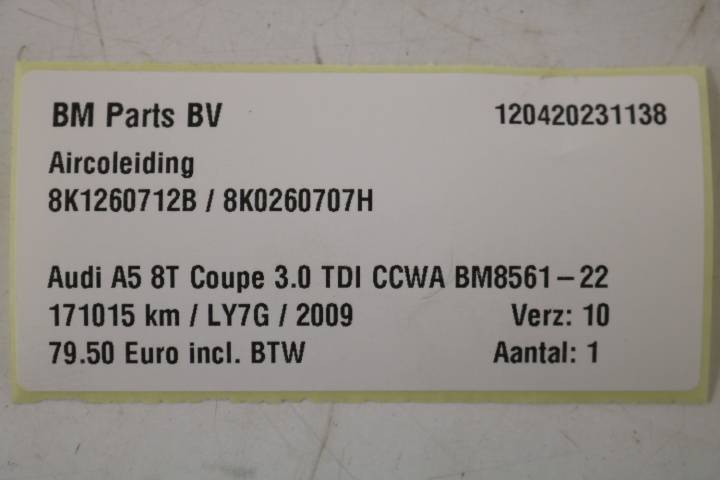 BM Parts BV 120420231138
Aircoleiding
8K1260712B / 8K0260707H
Audi A5 8T Coupe 3.0 TDI CCWA BM8561-22
171015 km / LY7G / 2009 Verz: 10
79.50 Euro incl. BTW Aantal: 1